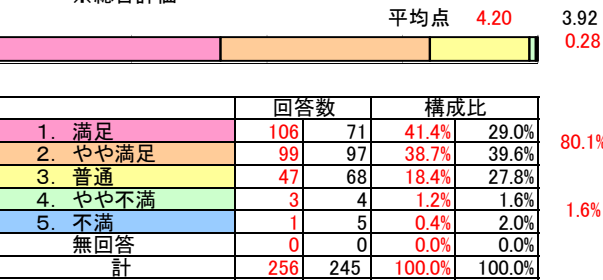 平均点 4.20 3.92
0.28
回答数 構成比
1. 満足 106 71 41.4% 29.0%
80.1%
2. やや満足 99 97 38.7% 39.6%
3. 普通 47 68 18.4% 27.8%
4. やや不満 3 4 1.2% 1.6%
1.6%
5. 不満 1 5 0.4% 2.0%
無回答 0 0 0.0% 0.0%
計 256 245 100.0% 100.0%